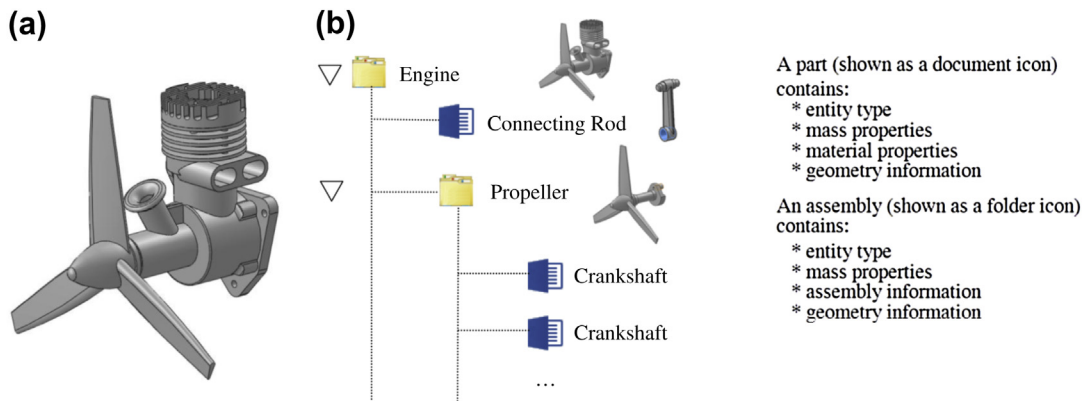 (a)
(b)
Engine
Connecting Rod
Propeller
Crankshaft
Crankshaft
...
A part (shown as a document icon)
contains:
* entity type
* mass properties
* material properties
* geometry information
An assembly (shown as a folder icon)
contains:
* entity type
* mass properties
* assembly information
* geometry information